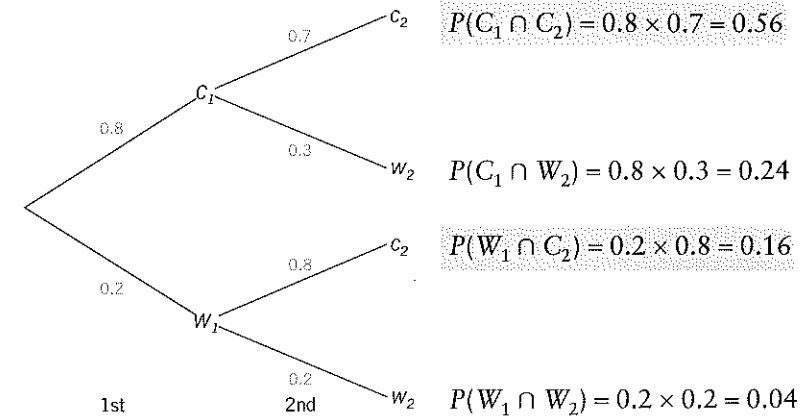 C₂ P(C₁ ∩ C₂) = 0.8 × 0.7 = 0.56
0.7
C₁
0.8
0.3
W₂ P(C₁ ∩ W₂) = 0.8 × 0.3 = 0.24
C₂ P(W₁ ∩ C₂) = 0.2 × 0.8 = 0.16
0.8
0.2
W₁
0.2
W₂ P(W₁ ∩ W₂) = 0.2 × 0.2 = 0.04
1st 2nd